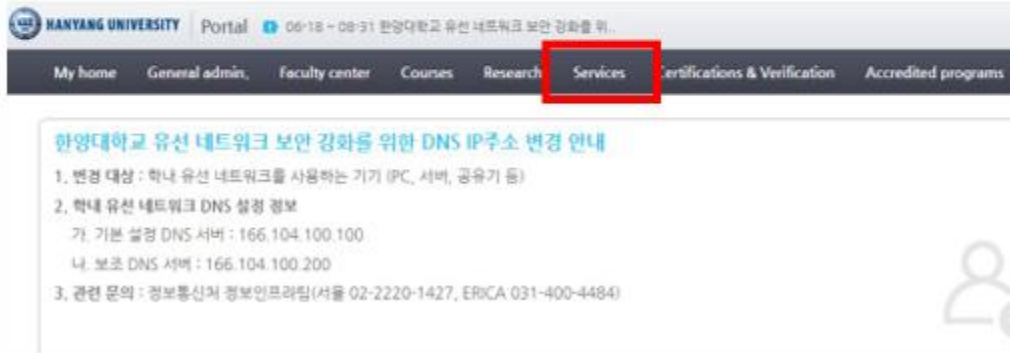 HANYANG UNIVERSITY Portal 06-18 ~ 08-31 한양대학교 유선 네트워크 보안 강화를 위..
My home General admin, Faculty center Courses Research Services Certifications & Verification Accredited programs
한양대학교 유선 네트워크 보안 강화를 위한 DNS IP주소 변경 안내
1, 변경 대상 : 학내 유선 네트워크를 사용하는 기기 (PC, 서버, 공유기 등)
2, 학내 유선 네트워크 DNS 설정 정보
가. 기본 설정 DNS 서버 : 166.104.100.100
나. 보조 DNS 서버 : 166.104.100.200
3, 관련 문의 : 정보통신처 정보인프라팀(서울 02-2220-1427, ERICA 031-400-4484)